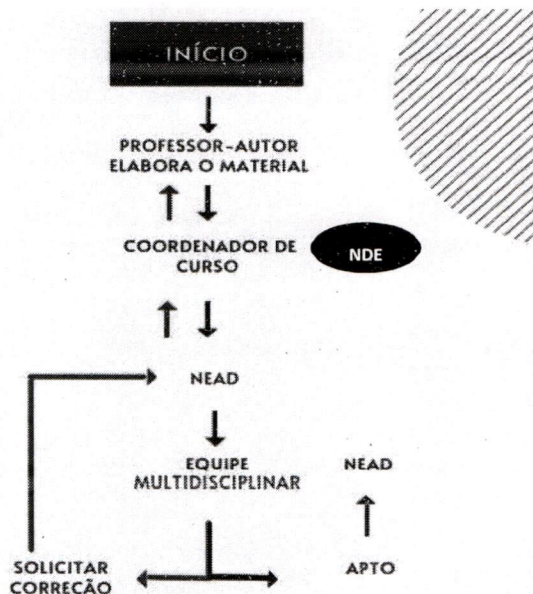 INÍCIO
PROFESSOR-AUTOR
ELABORA O MATERIAL
COORDENADOR DE
CURSO
NDE
NEAD
EQUIPE
MULTIDISCIPLINAR
NEAD
SOLICITAR
CORREÇÃO
APTO